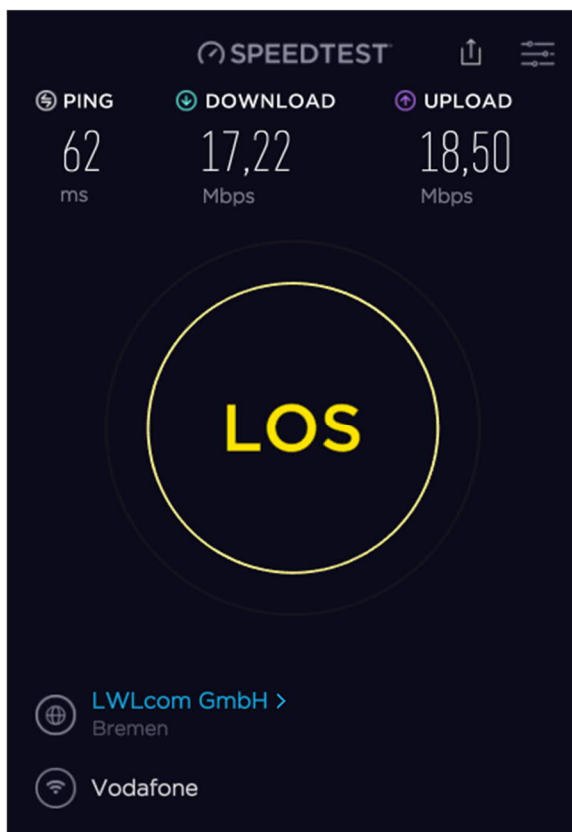 SPEEDTEST
PING DOWNLOAD UPLOAD
62 17,22 18,50
ms Mbps Mbps
LOS
LWLcom GmbH >
Bremen
Vodafone